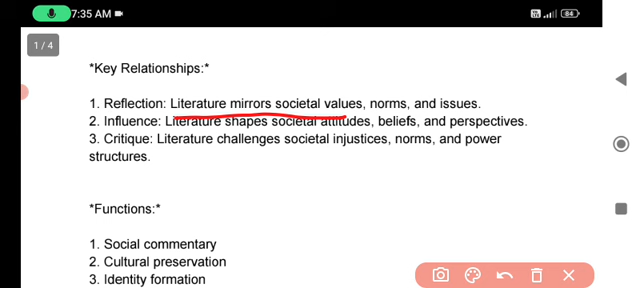 7:35 AM
84
1 / 4
*Key Relationships:*
1. Reflection: Literature mirrors societal values, norms, and issues.
2. Influence: Literature shapes societal attitudes, beliefs, and perspectives.
3. Critique: Literature challenges societal injustices, norms, and power
structures.
*Functions:*
1. Social commentary
2. Cultural preservation
3. Identity formation